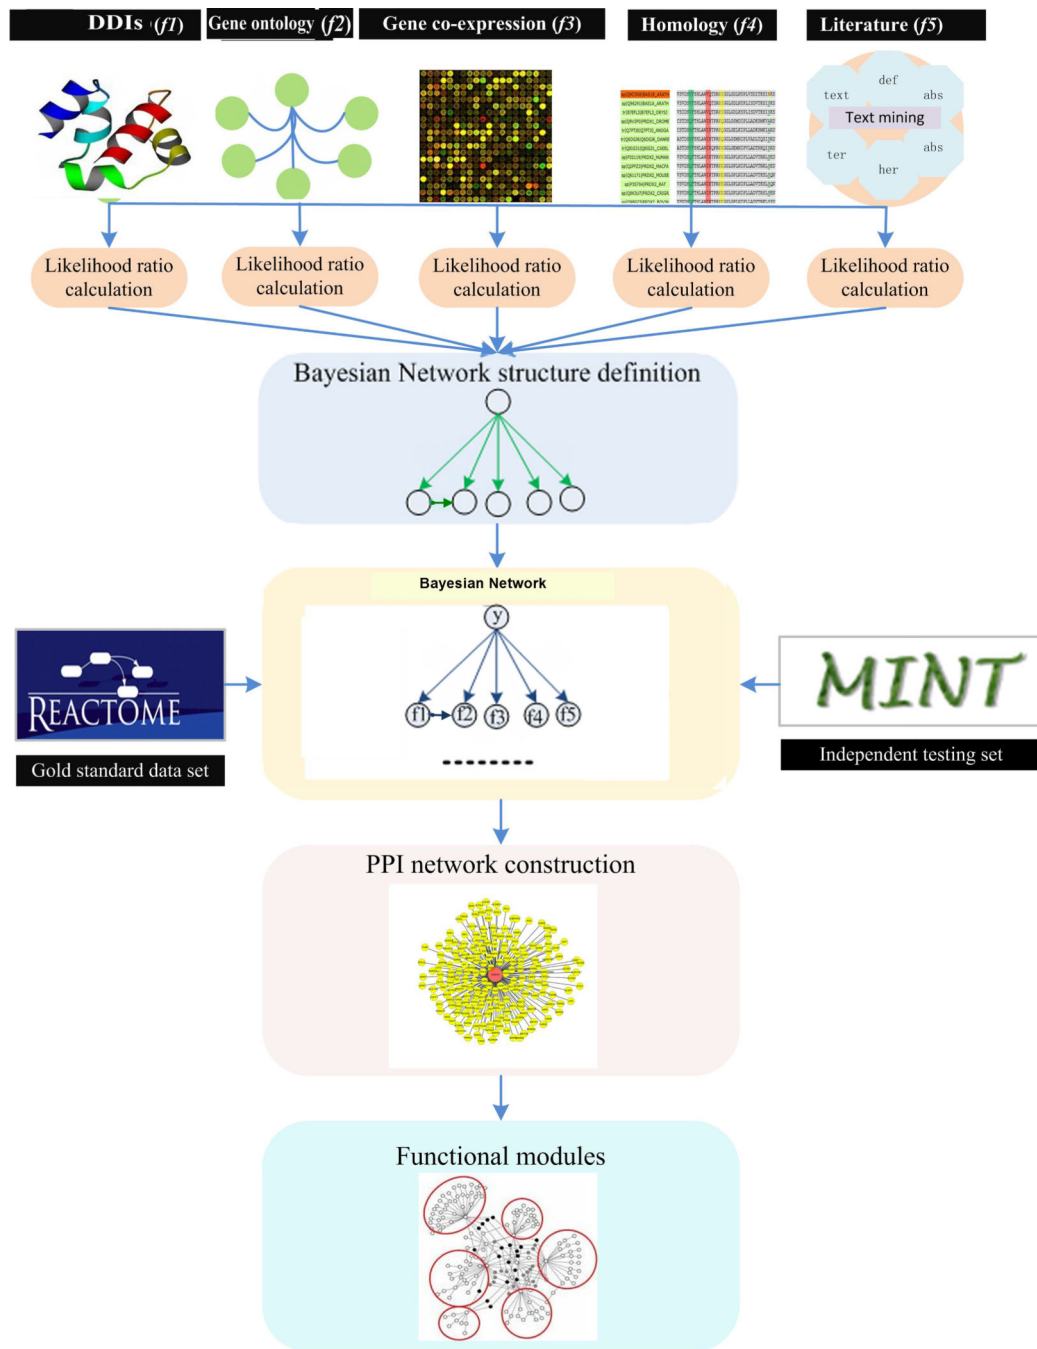 DDIs (f1)
Gene ontology (f2)
Gene co-expression (f3)
Homology (f4)
Literature (f5)
def
text
abs
Text mining
ter
abs
her
Likelihood ratio
calculation
Likelihood ratio
calculation
Likelihood ratio
calculation
Likelihood ratio
calculation
Likelihood ratio
calculation
Bayesian Network structure definition
Bayesian Network
y
f1 f2 f3 f4 f5
REACTOME
Gold standard data set
MINT
Independent testing set
PPI network construction
Functional modules